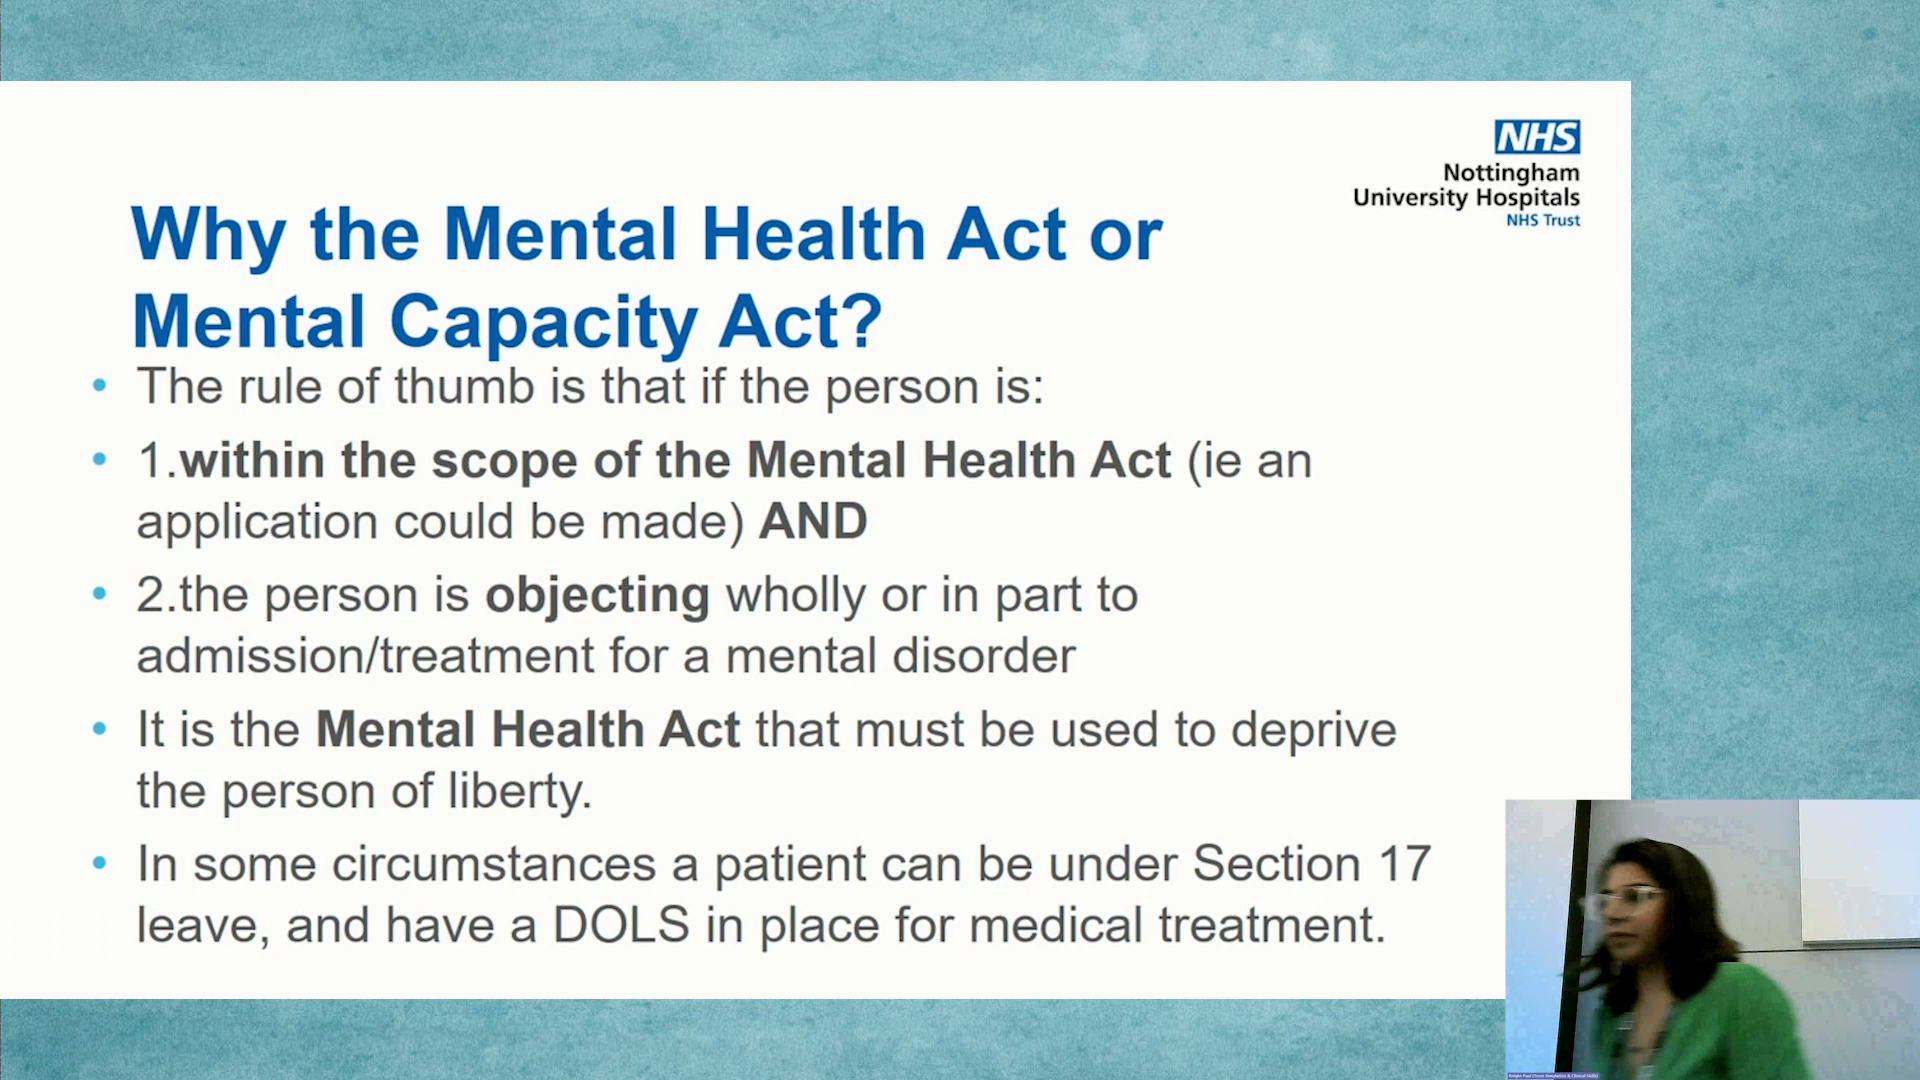 NHS
Nottingham
University Hospitals
NHS Trust
Why the Mental Health Act or
Mental Capacity Act?
• The rule of thumb is that if the person is:
• 1.within the scope of the Mental Health Act (ie an
application could be made) AND
• 2.the person is objecting wholly or in part to
admission/treatment for a mental disorder
• It is the Mental Health Act that must be used to deprive
the person of liberty.
• In some circumstances a patient can be under Section 17
leave, and have a DOLS in place for medical treatment.